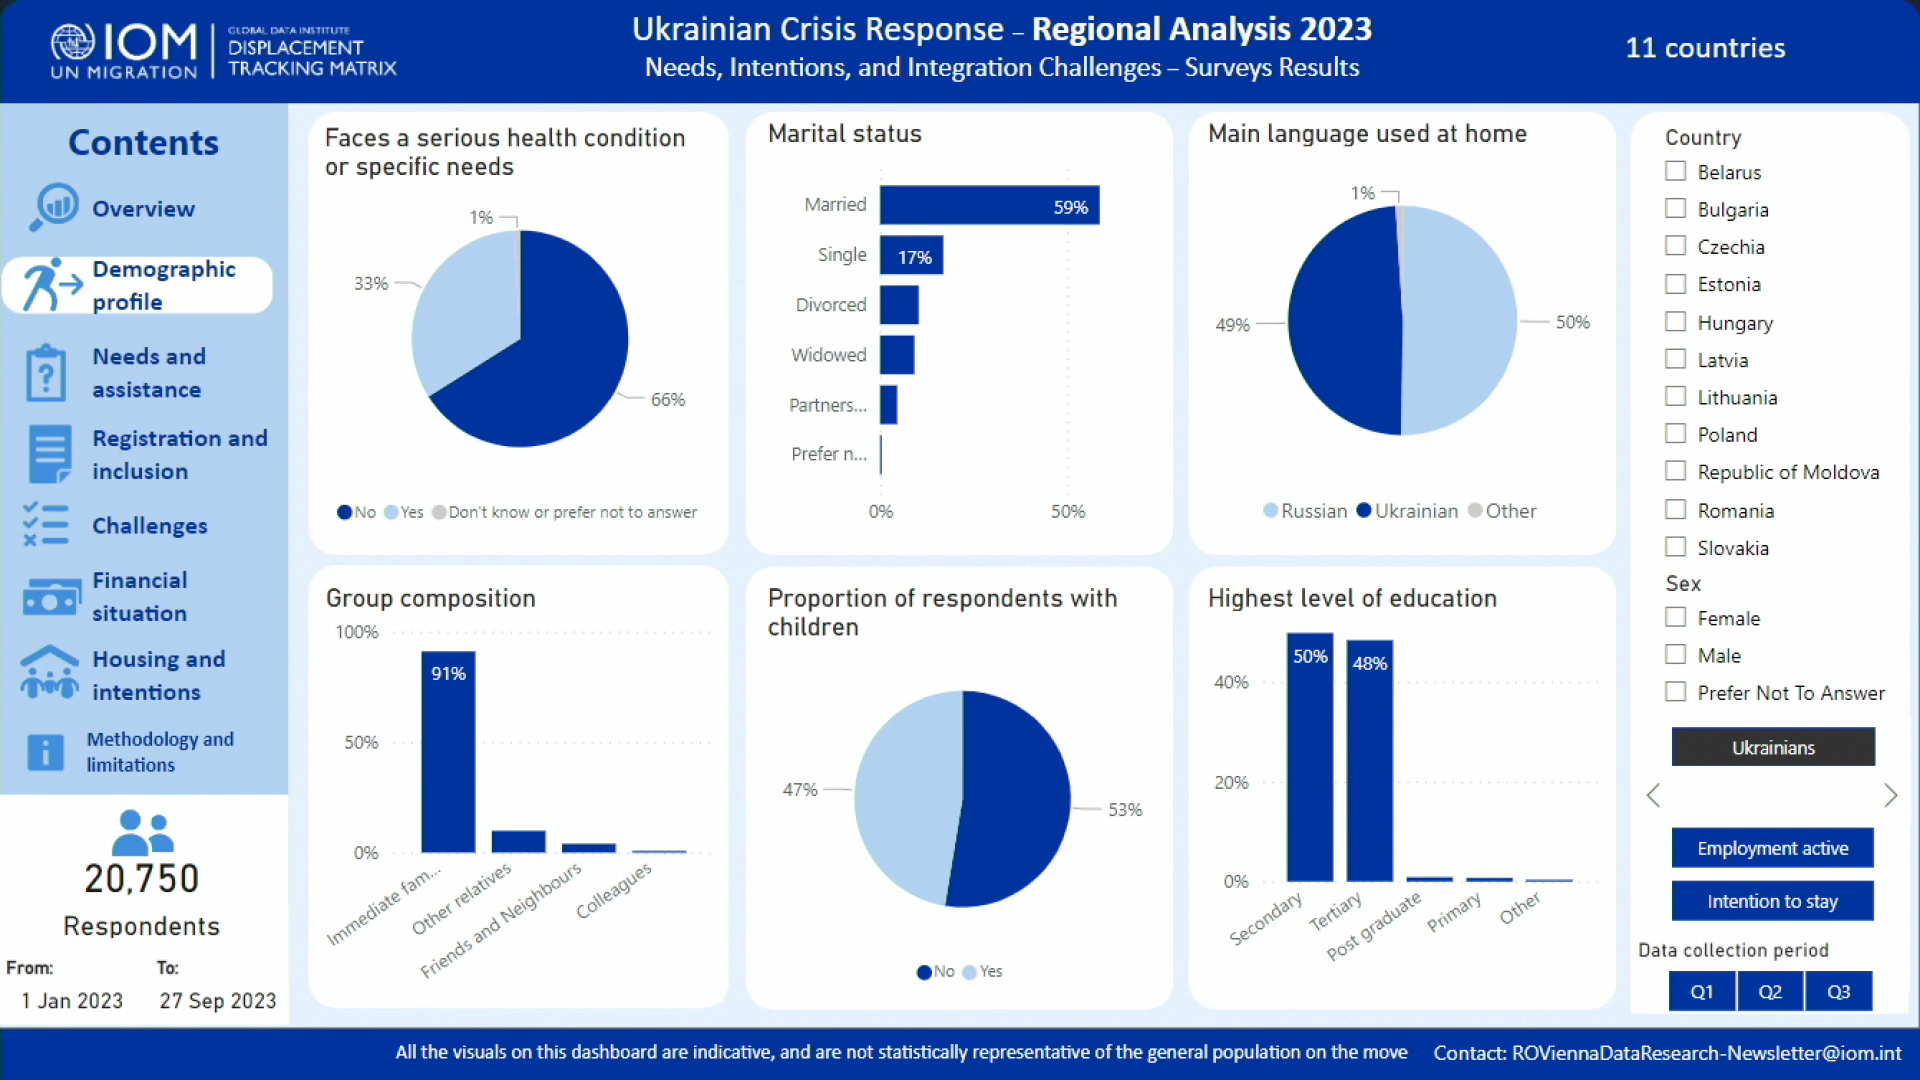 IOM
UN MIGRATION
GLOBAL DATA INSTITUTE
DISPLACEMENT
TRACKING MATRIX
Ukrainian Crisis Response – Regional Analysis 2023
Needs, Intentions, and Integration Challenges – Surveys Results
11 countries
Contents
Overview
Demographic
profile
Needs and
assistance
Registration and
inclusion
Challenges
Financial
situation
Housing and
intentions
Methodology and
limitations
20,750
Respondents
From:
To:
1 Jan 2023
27 Sep 2023
Faces a serious health condition
or specific needs
1%
33%
66%
No Yes Don't know or prefer not to answer
Marital status
Married
59%
Single
17%
Divorced
Widowed
Partners...
Prefer n...
0%
50%
Main language used at home
1%
49%
50%
Russian Ukrainian Other
Group composition
100%
50%
0%
91%
Immediate fam...
Other relatives
Friends and Neighbours
Colleagues
Proportion of respondents with
children
47%
53%
No Yes
Highest level of education
40%
20%
0%
50%
48%
Secondary
Tertiary
Post graduate
Primary
Other
Country
Belarus
Bulgaria
Czechia
Estonia
Hungary
Latvia
Lithuania
Poland
Republic of Moldova
Romania
Slovakia
Sex
Female
Male
Prefer Not To Answer
Ukrainians
Employment active
Intention to stay
Data collection period
Q1 Q2 Q3
All the visuals on this dashboard are indicative, and are not statistically representative of the general population on the move
Contact: ROViennaDataResearch-Newsletter@iom.int